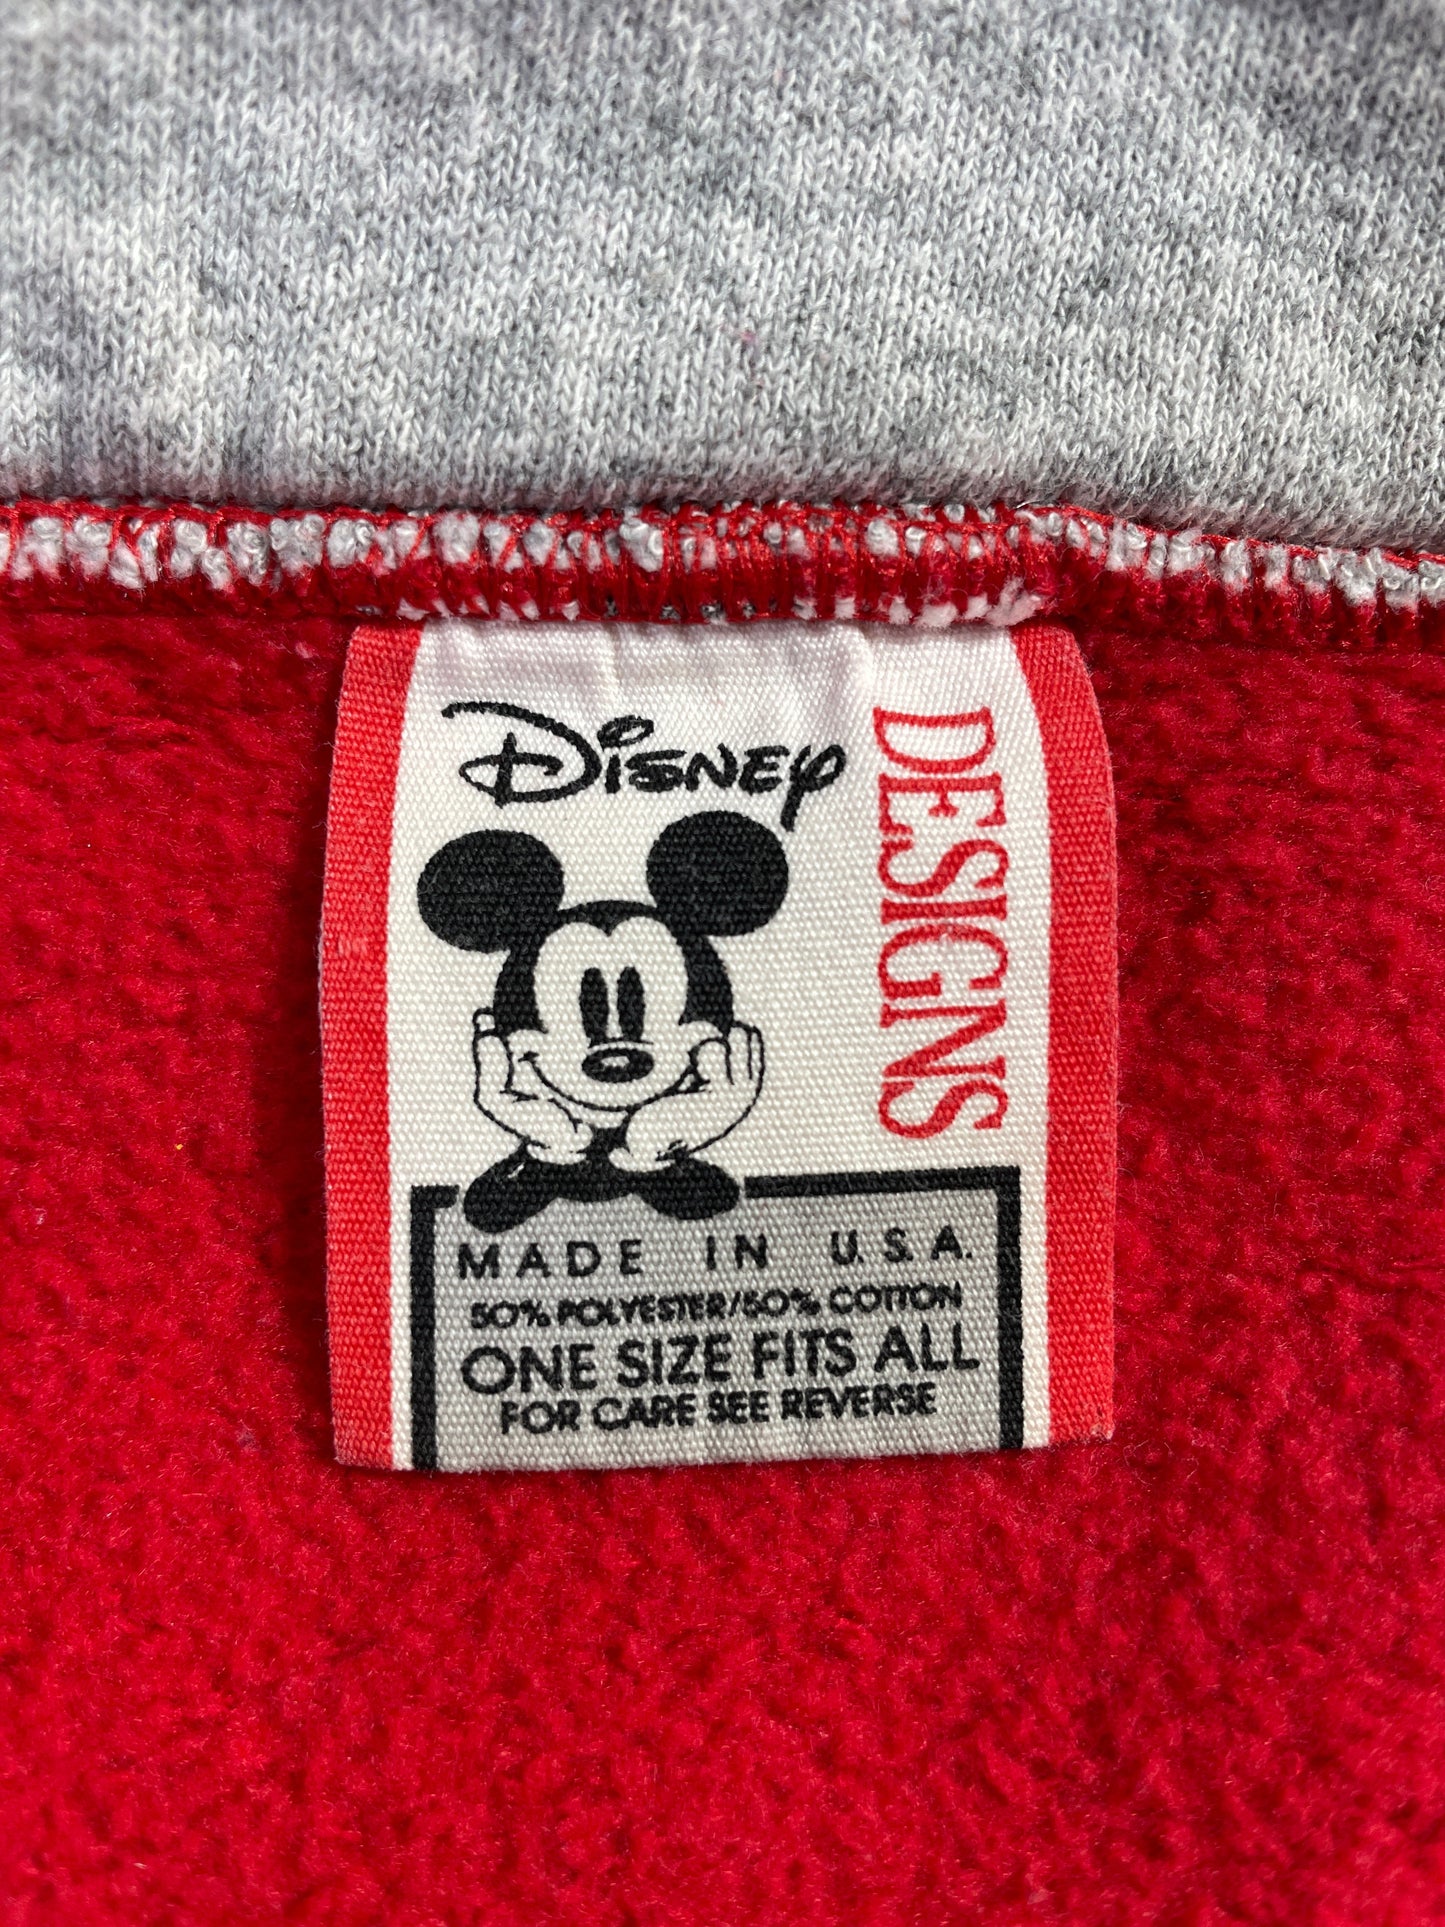 Disney
DESIGNS
MADE IN U.S.A.
50% POLYESTER/50% COTTON
ONE SIZE FITS ALL
FOR CARE SEE REVERSE